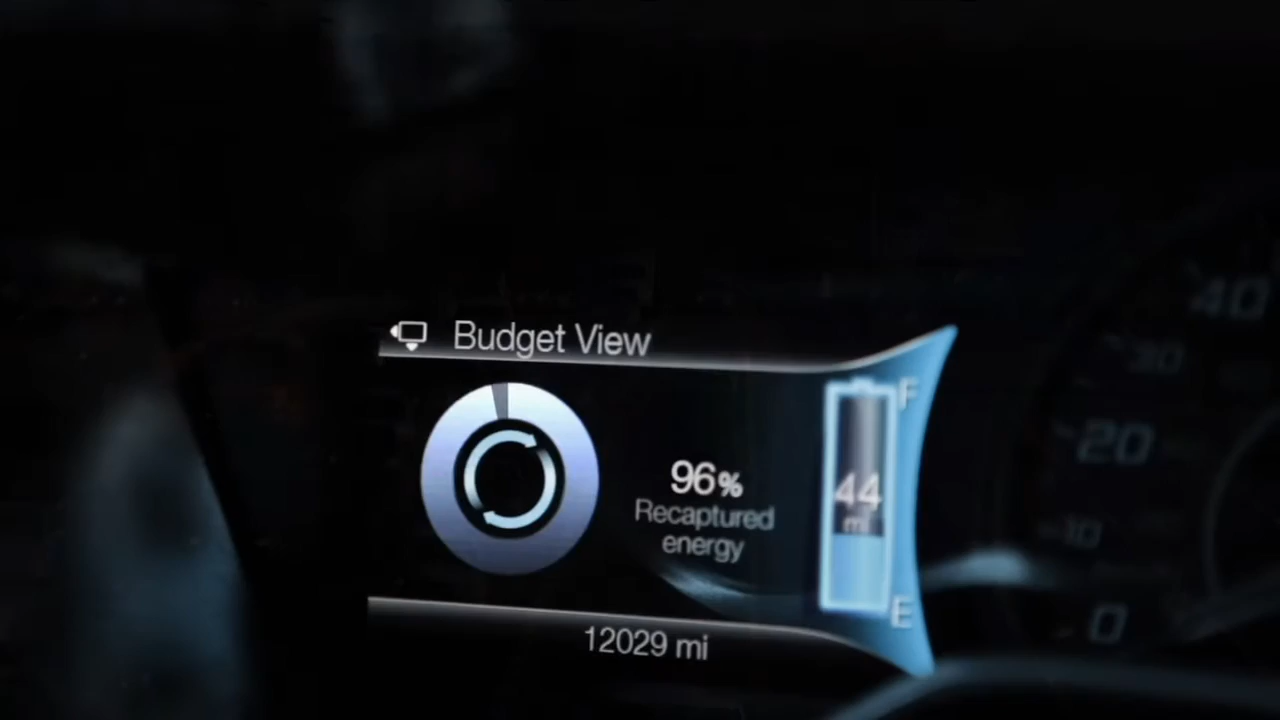 Budget View
F
96%
44
mi
Recaptured
energy
E
12029 mi
40
30
20
10
0